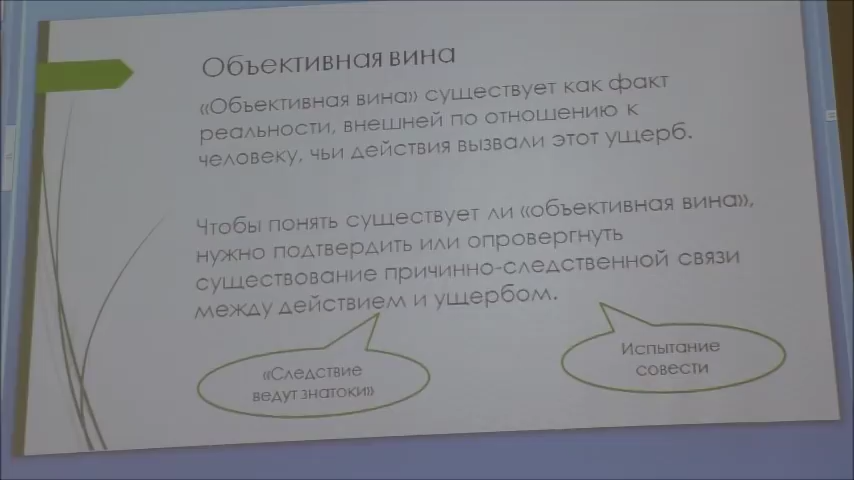 Объективная вина
«Объективная вина» существует как факт
реальности, внешней по отношению к
человеку, чьи действия вызвали этот ущерб.
Чтобы понять существует ли «объективная вина»,
нужно подтвердить или опровергнуть
существование причинно-следственной связи
между действием и ущербом.
«Следствие
ведут знатоки»
Испытание
совести